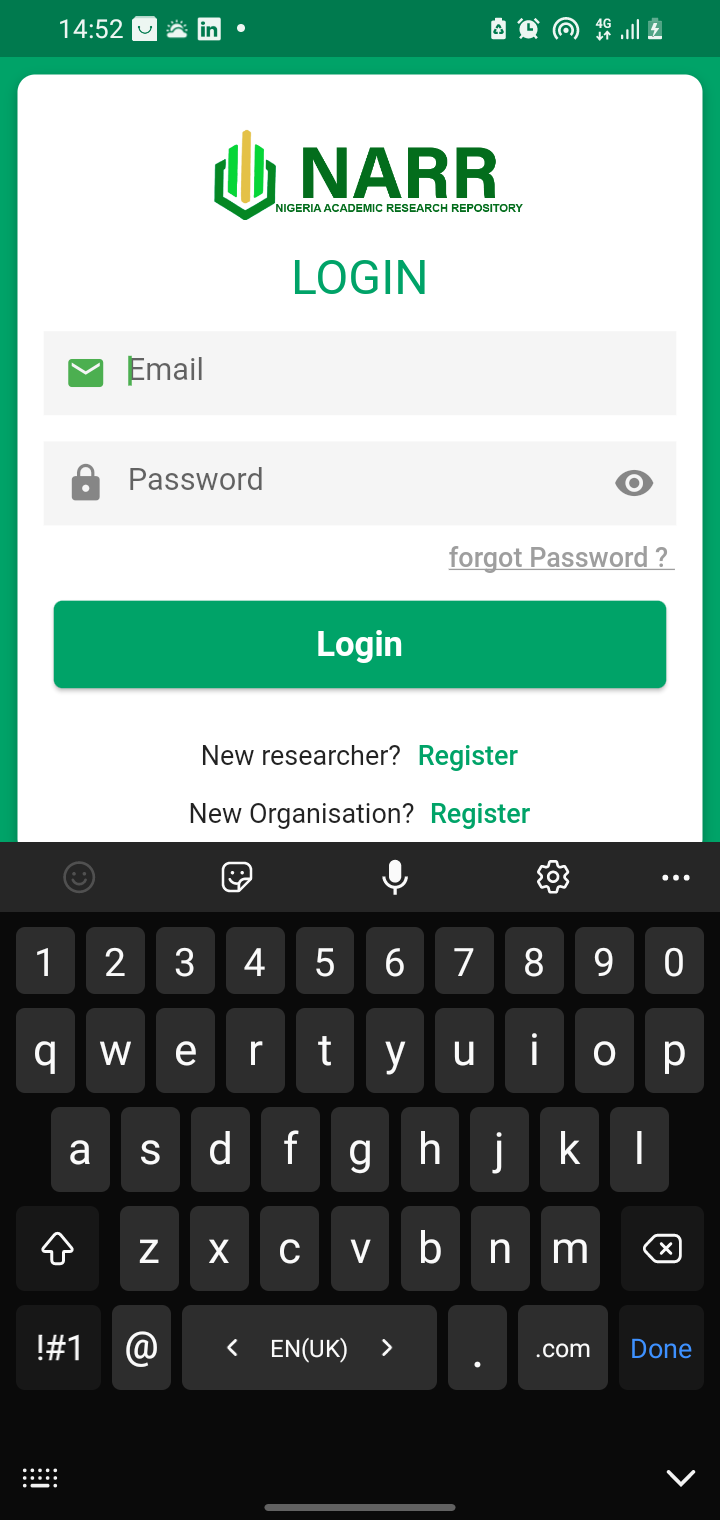 14:52 4G
NARR
NIGERIA ACADEMIC RESEARCH REPOSITORY
LOGIN
Email
Password
forgot Password ?
Login
New researcher? Register
New Organisation? Register
1 2 3 4 5 6 7 8 9 0
q w e r t y u i o p
a s d f g h j k l
z x c v b n m
!#1 @ < EN(UK) > . .com Done